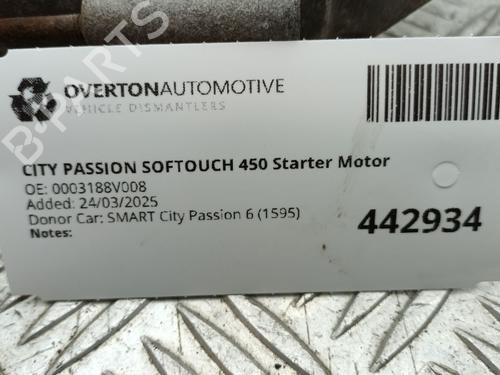 OVERTONAUTOMOTIVE
VEHICLE DISMANTLERS
CITY PASSION SOFTOUCH 450 Starter Motor
OE: 0003188V008
Added: 24/03/2025
Donor Car: SMART City Passion 6 (1595)
Notes:
442934
B-PARTS